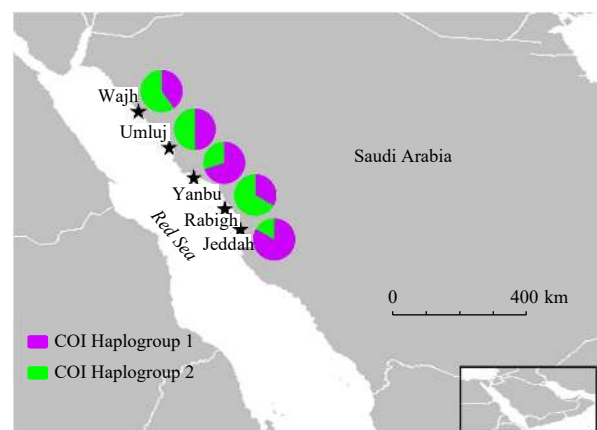 Wajh
Umluj
Saudi Arabia
Yanbu
Rabigh
Red Sea
Jeddah
0 400 km
COI Haplogroup 1
COI Haplogroup 2